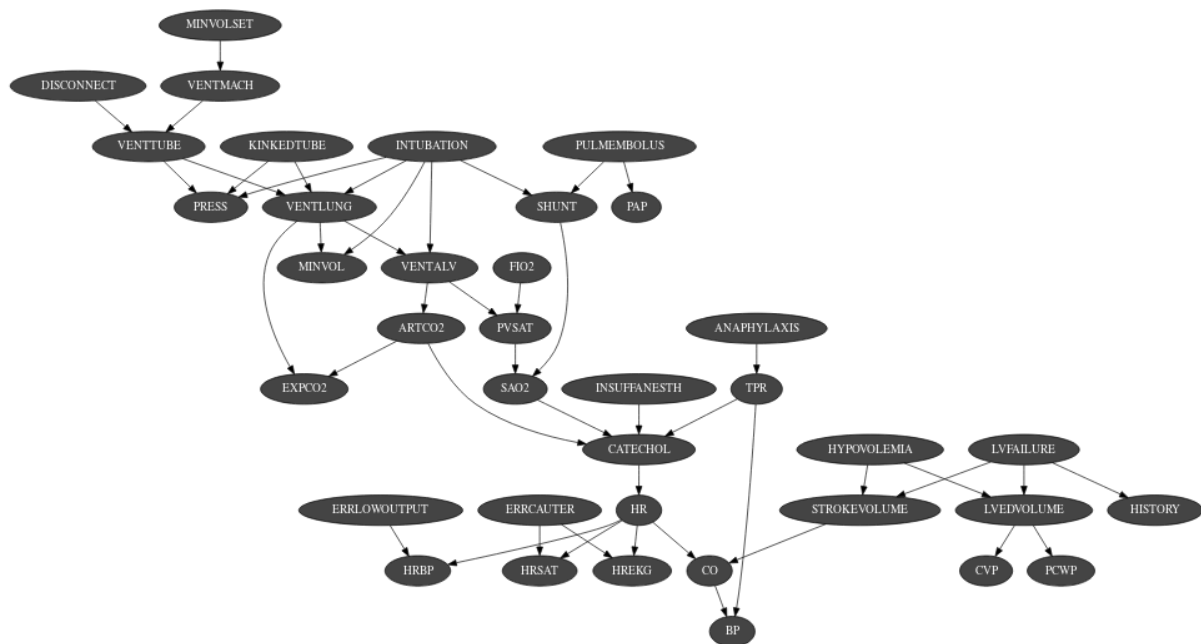 MINVOLSET
DISCONNECT
VENTMACH
VENTTUBE
KINKEDTUBE
INTUBATION
PULMEMBOLUS
PRESS
VENTLUNG
SHUNT
PAP
MINVOL
VENTALV
FIO2
ARTCO2
PVSAT
ANAPHYLAXIS
EXPCO2
SAO2
INSUFFANESTH
TPR
CATECHOL
HYPOVOLEMIA
LVFAILURE
ERRLOWOUTPUT
ERRCAUTER
HR
STROKEVOLUME
LVEDVOLUME
HISTORY
HRBP
HRSAT
HREKG
CO
CVP
PCWP
BP